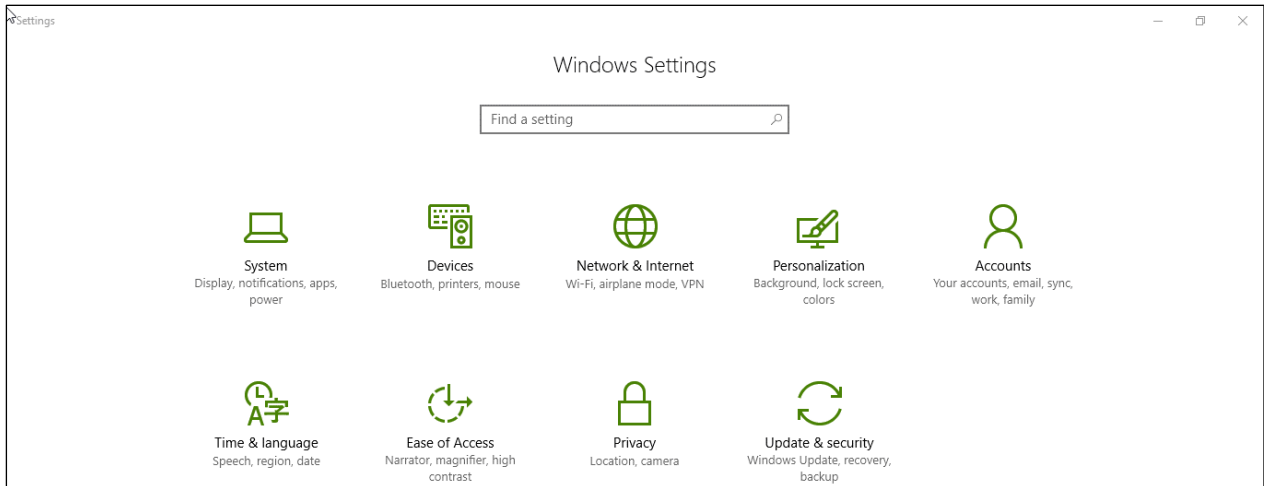 Settings
Windows Settings
Find a setting
System
Display, notifications, apps,
power
Devices
Bluetooth, printers, mouse
Network & Internet
Wi-Fi, airplane mode, VPN
Personalization
Background, lock screen,
colors
Accounts
Your accounts, email, sync,
work, family
A字
Time & language
Speech, region, date
Ease of Access
Narrator, magnifier, high
contrast
Privacy
Location, camera
Update & security
Windows Update, recovery,
backup